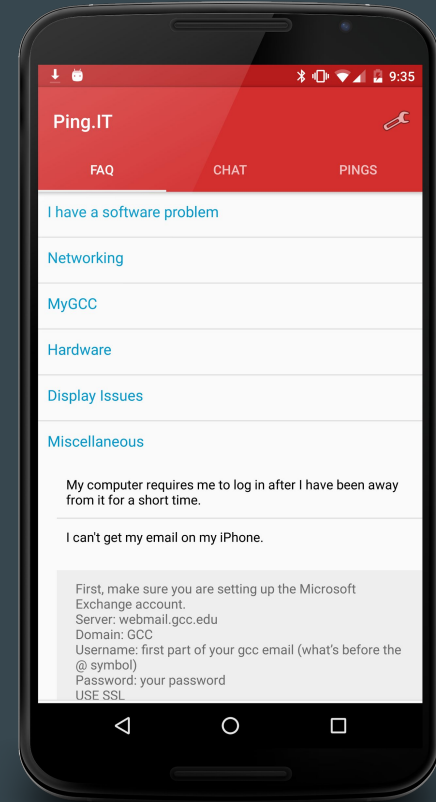 9:35
Ping.IT
FAQ CHAT PINGS
I have a software problem
Networking
MyGCC
Hardware
Display Issues
Miscellaneous
My computer requires me to log in after I have been away
from it for a short time.
I can't get my email on my iPhone.
First, make sure you are setting up the Microsoft
Exchange account.
Server: webmail.gcc.edu
Domain: GCC
Username: first part of your gcc email (what's before the
@ symbol)
Password: your password
USE SSL